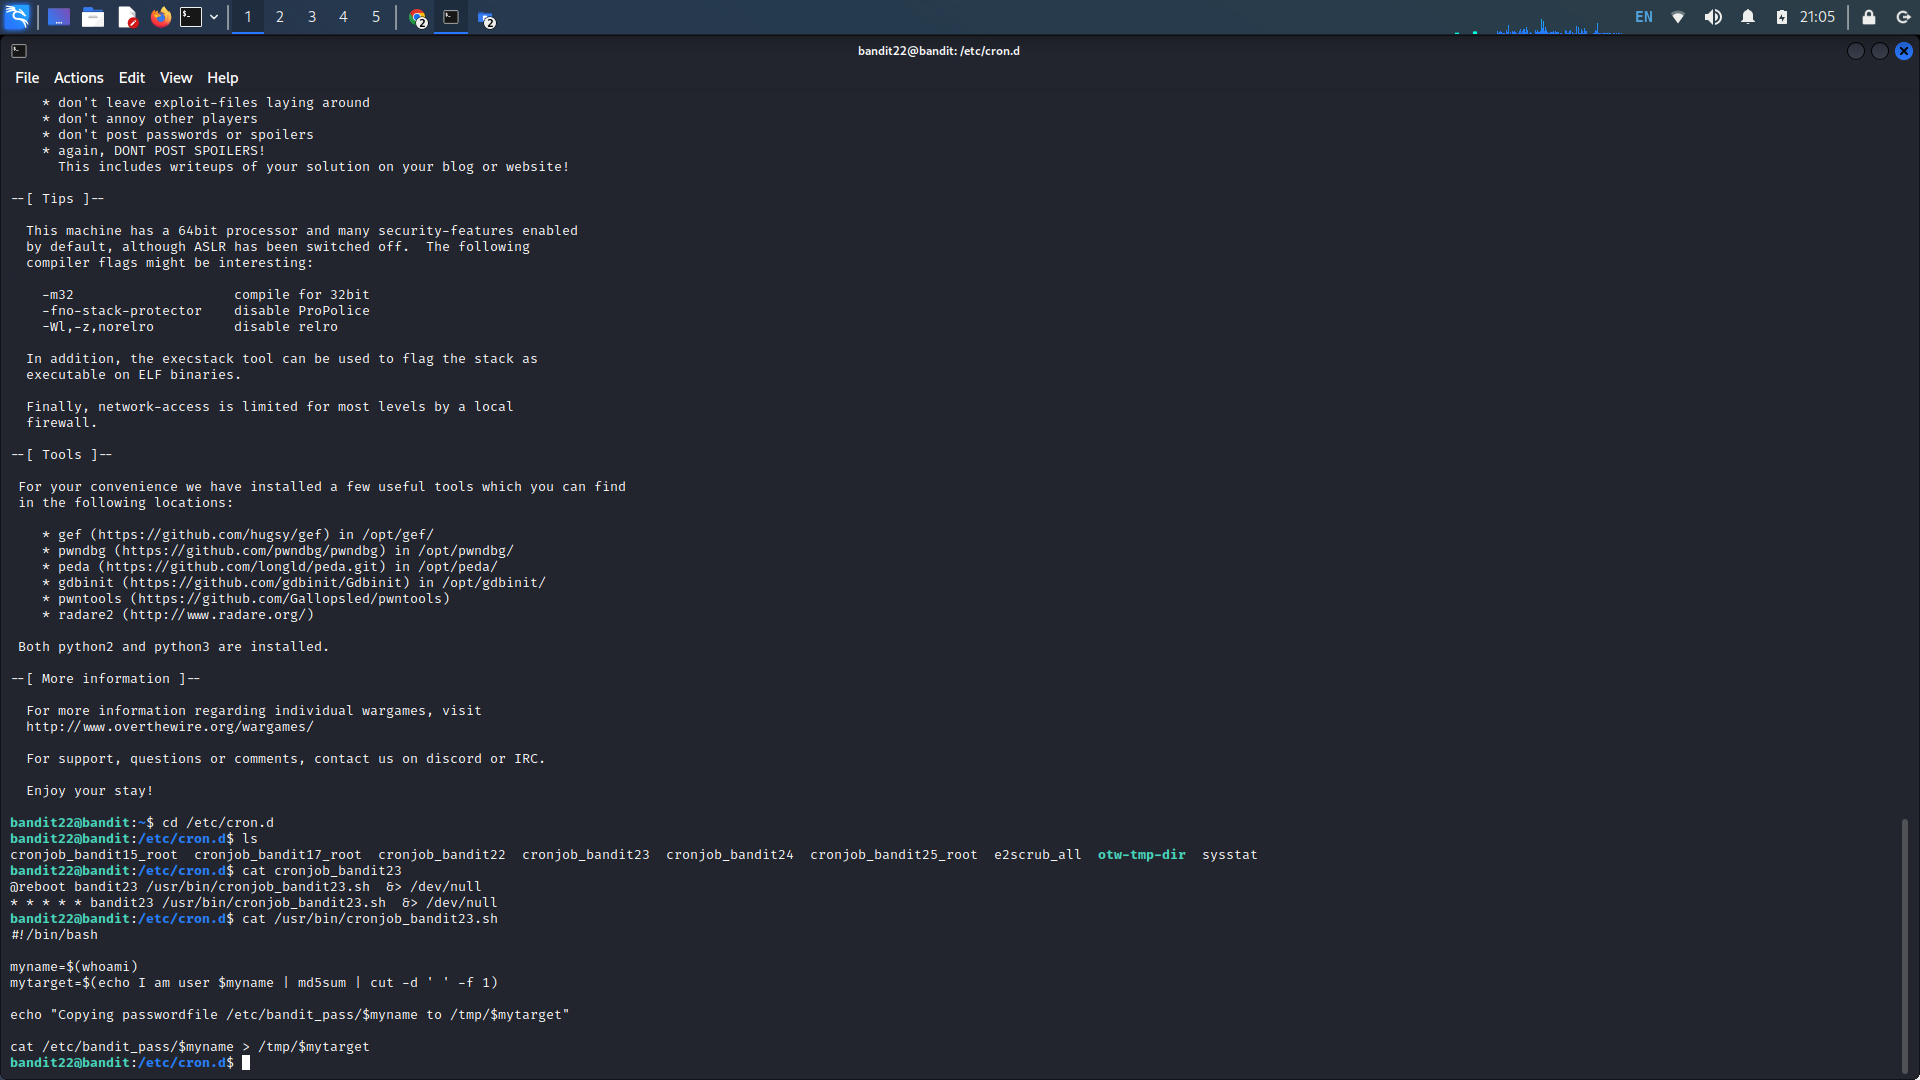 1 2 3 4 5 2 2 EN 21:05
bandit22@bandit: /etc/cron.d
File Actions Edit View Help
* don't leave exploit-files laying around
* don't annoy other players
* don't post passwords or spoilers
* again, DONT POST SPOILERS!
This includes writeups of your solution on your blog or website!
--[ Tips ]--
This machine has a 64bit processor and many security-features enabled
by default, although ASLR has been switched off.  The following
compiler flags might be interesting:
-m32                    compile for 32bit
-fno-stack-protector    disable ProPolice
-Wl,-z,norelro          disable relro
In addition, the execstack tool can be used to flag the stack as
executable on ELF binaries.
Finally, network-access is limited for most levels by a local
firewall.
--[ Tools ]--
For your convenience we have installed a few useful tools which you can find
in the following locations:
* gef (https://github.com/hugsy/gef) in /opt/gef/
* pwndbg (https://github.com/pwndbg/pwndbg) in /opt/pwndbg/
* peda (https://github.com/longld/peda.git) in /opt/peda/
* gdbinit (https://github.com/gdbinit/Gdbinit) in /opt/gdbinit/
* pwntools (https://github.com/Gallopsled/pwntools)
* radare2 (http://www.radare.org/)
Both python2 and python3 are installed.
--[ More information ]--
For more information regarding individual wargames, visit
http://www.overthewire.org/wargames/
For support, questions or comments, contact us on discord or IRC.
Enjoy your stay!
bandit22@bandit:~$ cd /etc/cron.d
bandit22@bandit:/etc/cron.d$ ls
cronjob_bandit15_root  cronjob_bandit17_root  cronjob_bandit22  cronjob_bandit23  cronjob_bandit24  cronjob_bandit25_root  e2scrub_all  otw-tmp-dir  sysstat
bandit22@bandit:/etc/cron.d$ cat cronjob_bandit23
@reboot bandit23 /usr/bin/cronjob_bandit23.sh  &> /dev/null
* * * * * bandit23 /usr/bin/cronjob_bandit23.sh  &> /dev/null
bandit22@bandit:/etc/cron.d$ cat /usr/bin/cronjob_bandit23.sh
#!/bin/bash
myname=$(whoami)
mytarget=$(echo I am user $myname | md5sum | cut -d ' ' -f 1)
echo "Copying passwordfile /etc/bandit_pass/$myname to /tmp/$mytarget"
cat /etc/bandit_pass/$myname > /tmp/$mytarget
bandit22@bandit:/etc/cron.d$